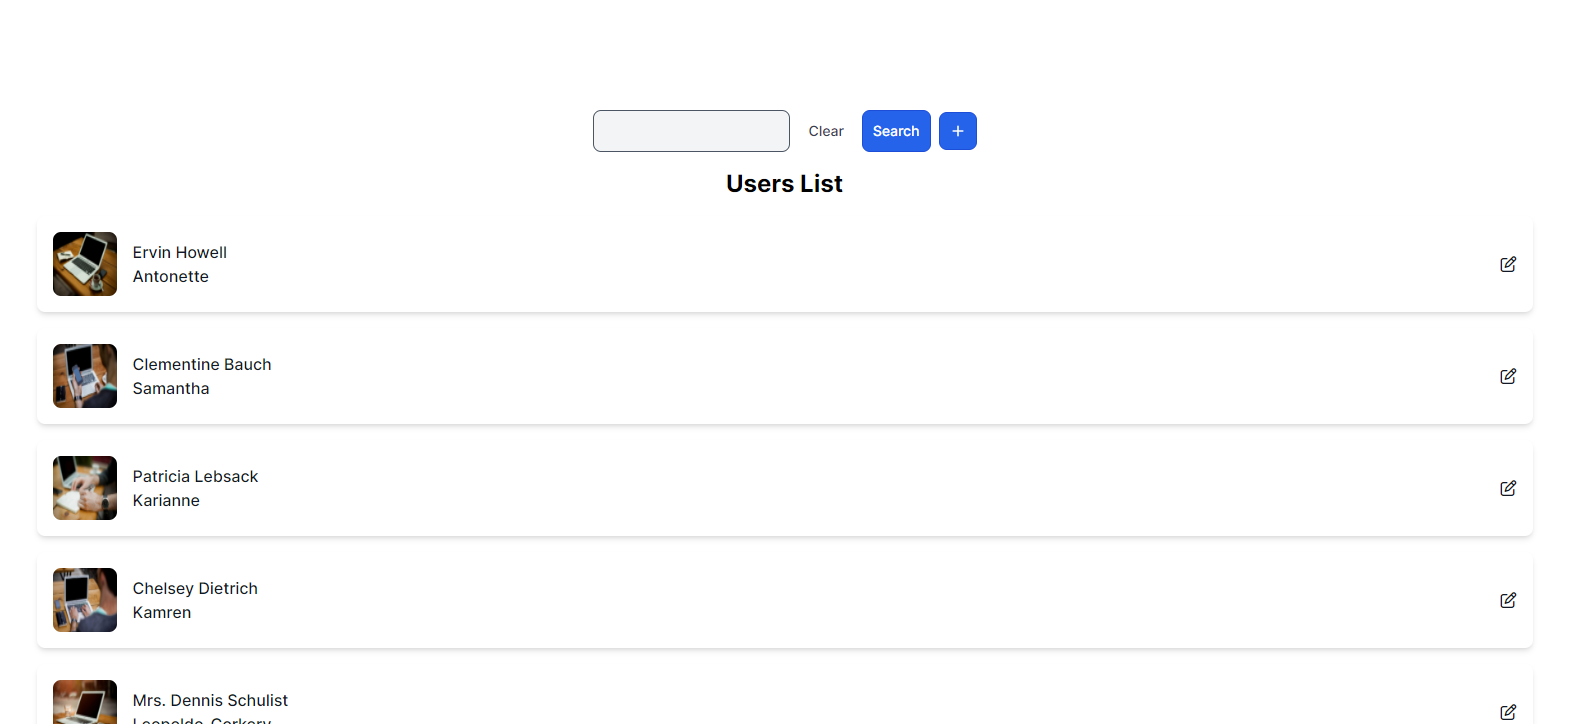 Clear
Search
+
Users List
Ervin Howell
Antonette
Clementine Bauch
Samantha
Patricia Lebsack
Karianne
Chelsey Dietrich
Kamren
Mrs. Dennis Schulist
Leopoldo_Corkery